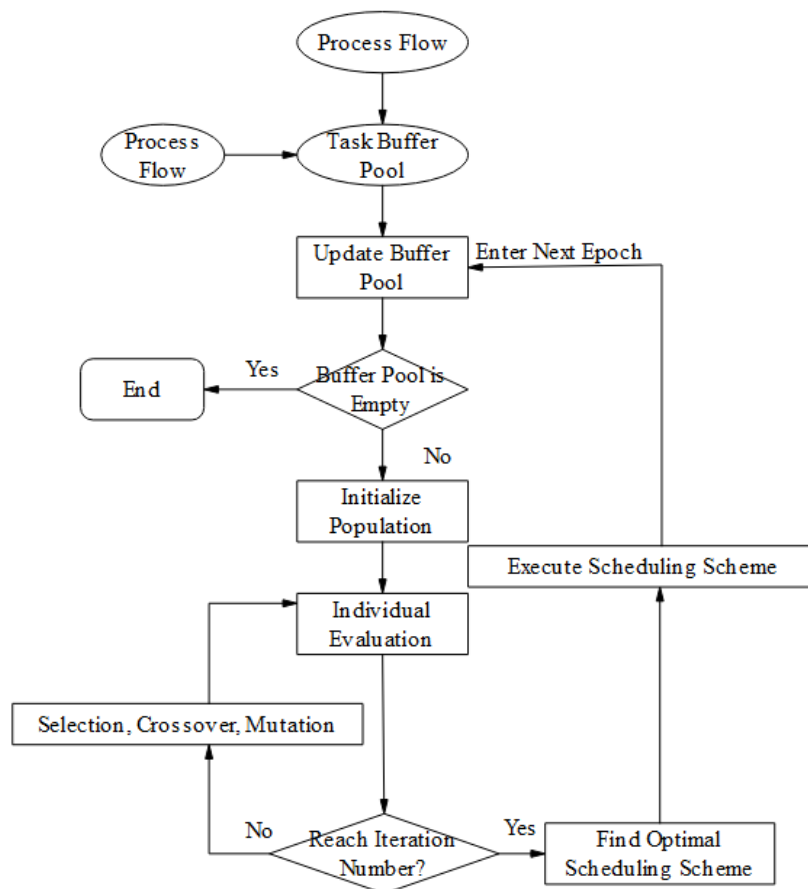 Process Flow
Process
Flow
Task Buffer
Pool
Update Buffer
Pool
Enter Next Epoch
Yes
Buffer Pool is
Empty
End
No
Initialize
Population
Execute Scheduling Scheme
Individual
Evaluation
Selection, Crossover, Mutation
No
Reach Iteration
Number?
Yes
Find Optimal
Scheduling Scheme